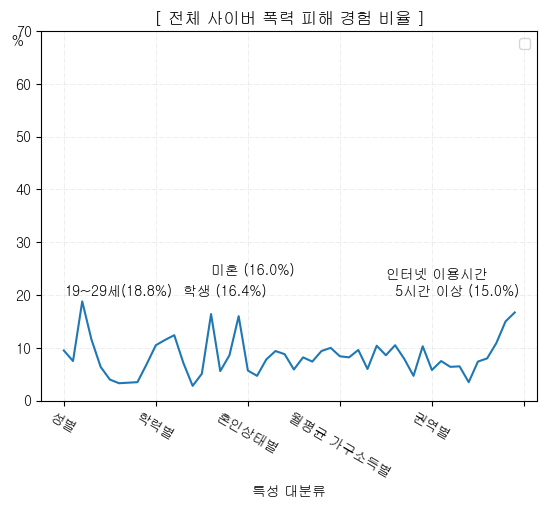 [ 전체 사이버 폭력 피해 경험 비율 ]
%
70
60
50
40
30
20
10
0
19~29세(18.8%)
학생 (16.4%)
미혼 (16.0%)
인터넷 이용시간
5시간 이상 (15.0%)
성별
학력별
혼인상태별
월평균 가구소득별
권역별
특성 대분류